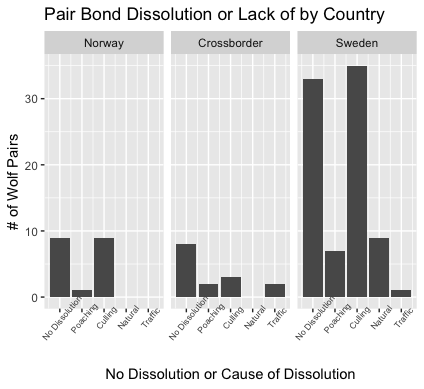 Pair Bond Dissolution or Lack of by Country
Norway Crossborder Sweden
# of Wolf Pairs
30
20
10
0
No Dissolution Poaching Culling Natural Traffic No Dissolution Poaching Culling Natural Traffic No Dissolution Poaching Culling Natural Traffic
No Dissolution or Cause of Dissolution